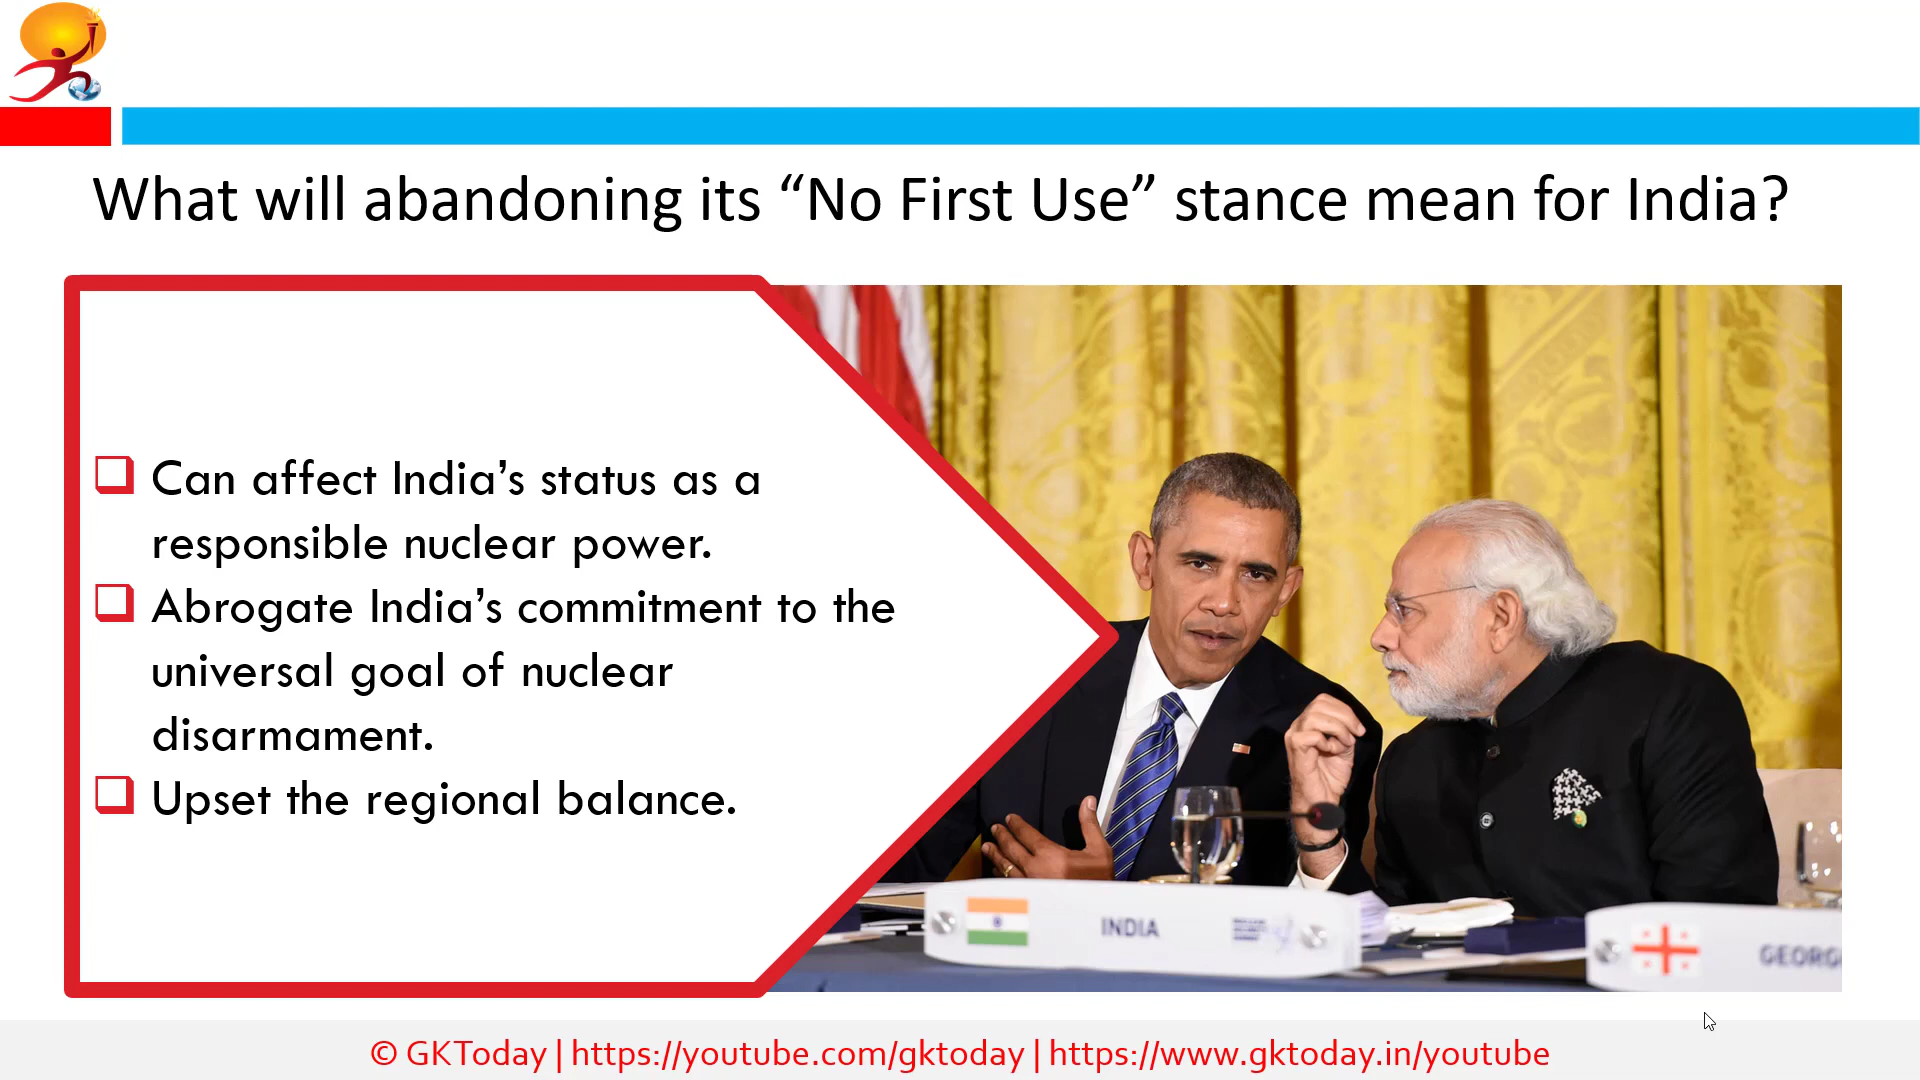 What will abandoning its “No First Use” stance mean for India?
Can affect India’s status as a
responsible nuclear power.
Abrogate India’s commitment to the
universal goal of nuclear
disarmament.
Upset the regional balance.
INDIA
© GKToday | https://youtube.com/gktoday | https://www.gktoday.in/youtube